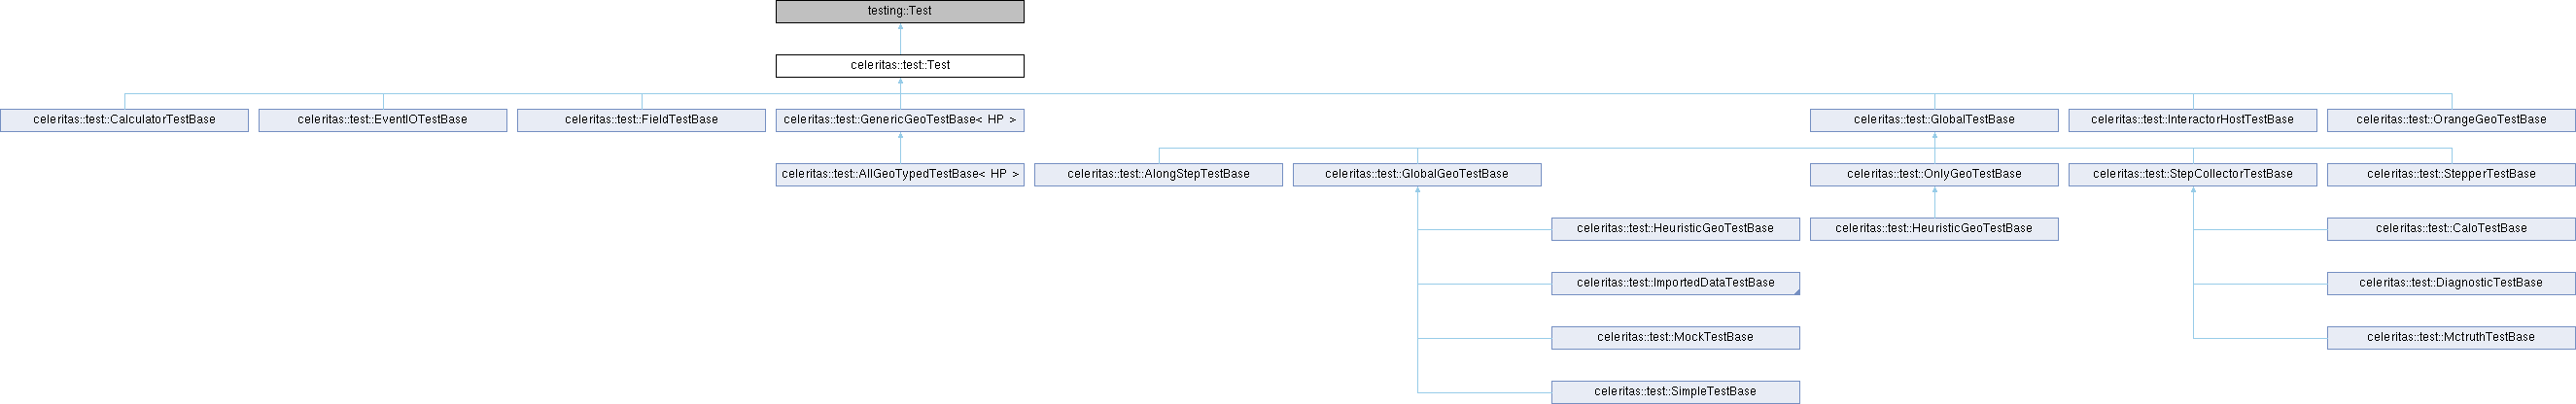 testing::Test
celeritas::test::Test
celeritas::test::CalculatorTestBase
celeritas::test::EventIOTestBase
celeritas::test::FieldTestBase
celeritas::test::GenericGeoTestBase< HP >
celeritas::test::GlobalTestBase
celeritas::test::InteractorHostTestBase
celeritas::test::OrangeGeoTestBase
celeritas::test::AllGeoTypedTestBase< HP >
celeritas::test::AlongStepTestBase
celeritas::test::GlobalGeoTestBase
celeritas::test::OnlyGeoTestBase
celeritas::test::StepCollectorTestBase
celeritas::test::StepperTestBase
celeritas::test::HeuristicGeoTestBase
celeritas::test::HeuristicGeoTestBase
celeritas::test::CaloTestBase
celeritas::test::ImportedDataTestBase
celeritas::test::DiagnosticTestBase
celeritas::test::MockTestBase
celeritas::test::MctruthTestBase
celeritas::test::SimpleTestBase